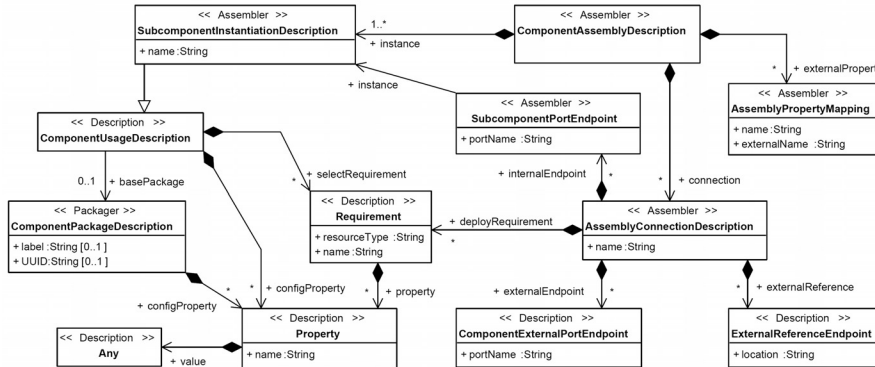 << Assembler >>
SubcomponentInstantiationDescription
+ name :String
1..*
+ instance
<< Assembler >>
ComponentAssemblyDescription
* + externalPropert
+ instance
<< Assembler >>
SubcomponentPortEndpoint
+ portName :String
<< Assembler >>
AssemblyPropertyMapping
+ name :String
+ externalName :String
<< Description >>
ComponentUsageDescription
0..1 + basePackage
+ selectRequirement
*
+ internalEndpoint *
* + connection
<< Packager >>
ComponentPackageDescription
+ label :String [0..1 ]
+ UUID:String [0..1 ]
<< Description >>
Requirement
+ resourceType :String
+ name :String
+ deployRequirement
*
<< Assembler >>
AssemblyConnectionDescription
+ name :String
* + configProperty
* + configProperty
* + property
+ externalEndpoint *
* + externalReference
<< Description >>
Any
+ value
<< Description >>
Property
+ name :String
<< Description >>
ComponentExternalPortEndpoint
+ portName :String
<< Description >>
ExternalReferenceEndpoint
+ location :String